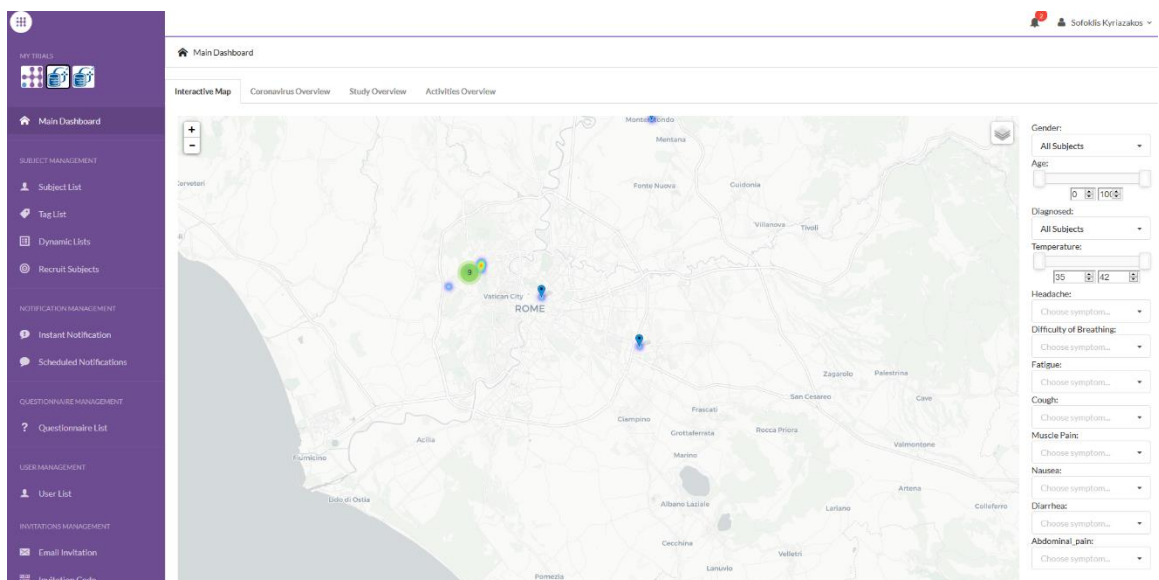 2
Sofoklis Kyriazakos
MY TRIALS
Main Dashboard
SUBJECT MANAGEMENT
Subject List
Tag List
Dynamic Lists
Recruit Subjects
NOTIFICATION MANAGEMENT
Instant Notification
Scheduled Notifications
QUESTIONNAIRE MANAGEMENT
Questionnaire List
USER MANAGEMENT
User List
INVITATIONS MANAGEMENT
Email Invitation
Invitation Code
Main Dashboard
Interactive Map Coronavirus Overview Study Overview Activities Overview
+
-
Mentana
Cerveteri
Fonte Nuova
Guidonia
Villanova
Tivoli
9
Vatican City
ROME
Zagarolo
Palestrina
San Cesareo
Cave
Ciampino
Frascati
Acilia
Grottaferrata
Rocca Priora
Valmontone
Fiumicino
Marino
Artena
Lido di Ostia
Albano Laziale
Lariano
Colleferro
Cecchina
Velletri
Lanuvio
Pomezia
Gender:
All Subjects
Age:
0 100
Diagnosed:
All Subjects
Temperature:
35 42
Headache:
Choose symptom...
Difficulty of Breathing:
Choose symptom...
Fatigue:
Choose symptom...
Cough:
Choose symptom...
Muscle Pain:
Choose symptom...
Nausea:
Choose symptom...
Diarrhea:
Choose symptom...
Abdominal_pain:
Choose symptom...